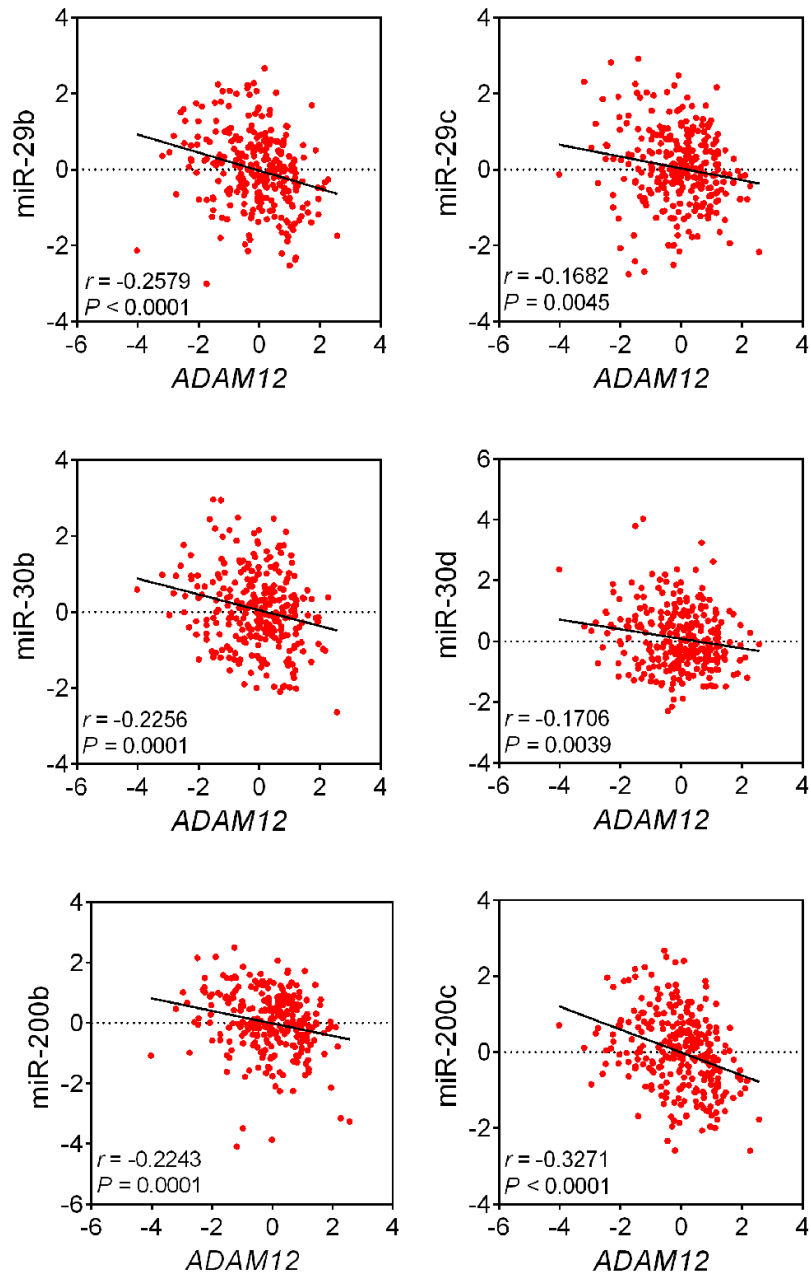 4
2
0
-2
-4
miR-29b
r = -0.2579
P < 0.0001
-6 -4 -2 0 2 4
ADAM12
4
2
0
-2
-4
miR-29c
r = -0.1682
P = 0.0045
-6 -4 -2 0 2 4
ADAM12
4
2
0
-2
-4
miR-30b
r = -0.2256
P = 0.0001
-6 -4 -2 0 2 4
ADAM12
6
4
2
0
-2
-4
miR-30d
r = -0.1706
P = 0.0039
-6 -4 -2 0 2 4
ADAM12
4
2
0
-2
-4
-6
miR-200b
r = -0.2243
P = 0.0001
-6 -4 -2 0 2 4
ADAM12
4
2
0
-2
-4
miR-200c
r = -0.3271
P < 0.0001
-6 -4 -2 0 2 4
ADAM12